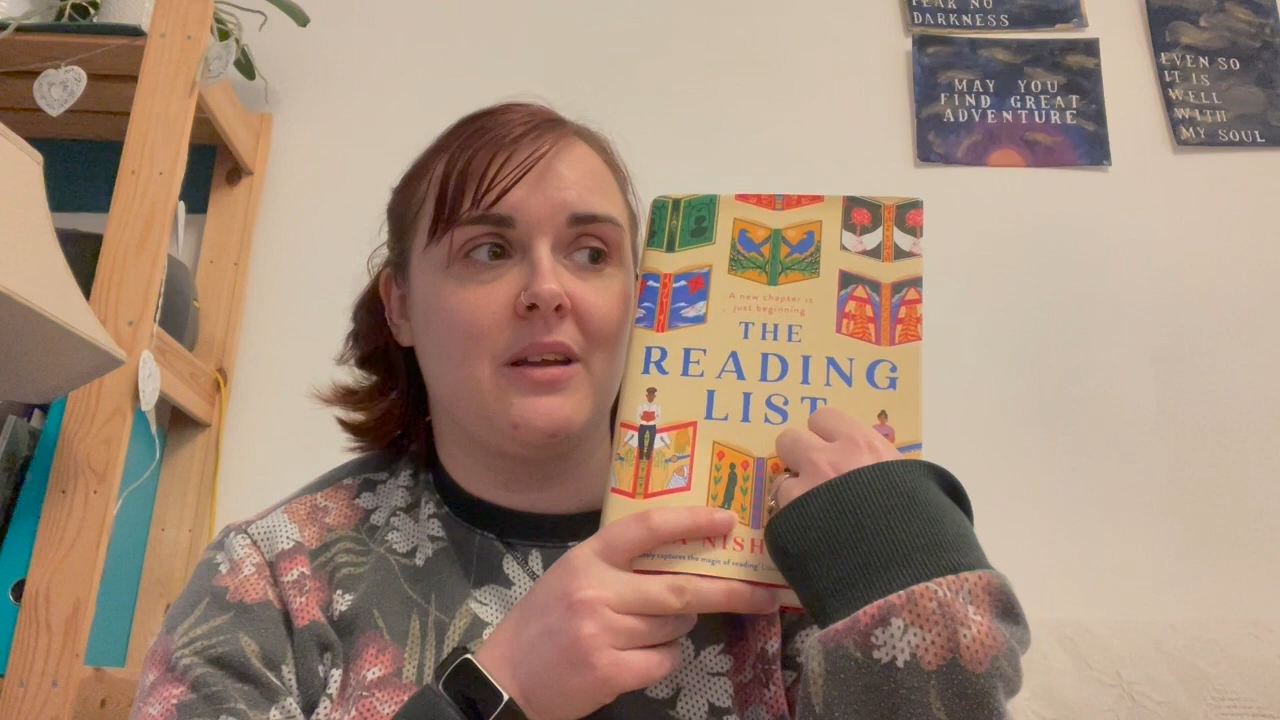 FEAR NO
DARKNESS
MAY YOU
FIND GREAT
ADVENTURE
EVEN SO
IT IS
WELL
WITH
MY SOUL
A new chapter is
just beginning
THE
READING
LIST
NISH
captures the magic of reading'